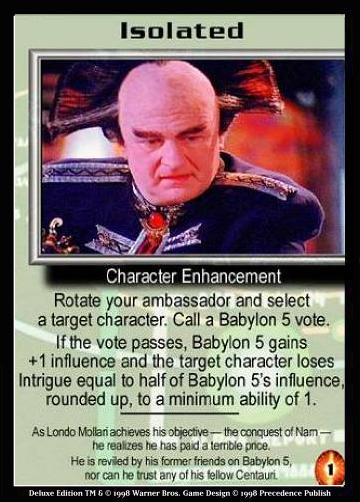 Isolated
Character Enhancement
Rotate your ambassador and select
a target character. Call a Babylon 5 vote.
If the vote passes, Babylon 5 gains
+1 influence and the target character loses
Intrigue equal to half of Babylon 5's influence,
rounded up, to a minimum ability of 1.
As Londo Mollari achieves his objective — the conquest of Narn —
he realizes he has paid a terrible price.
He is reviled by his former friends on Babylon 5,
nor can he trust any of his fellow Centauri.
1
Deluxe Edition TM & © 1998 Warner Bros. Game Design © 1998 Precedence Publish